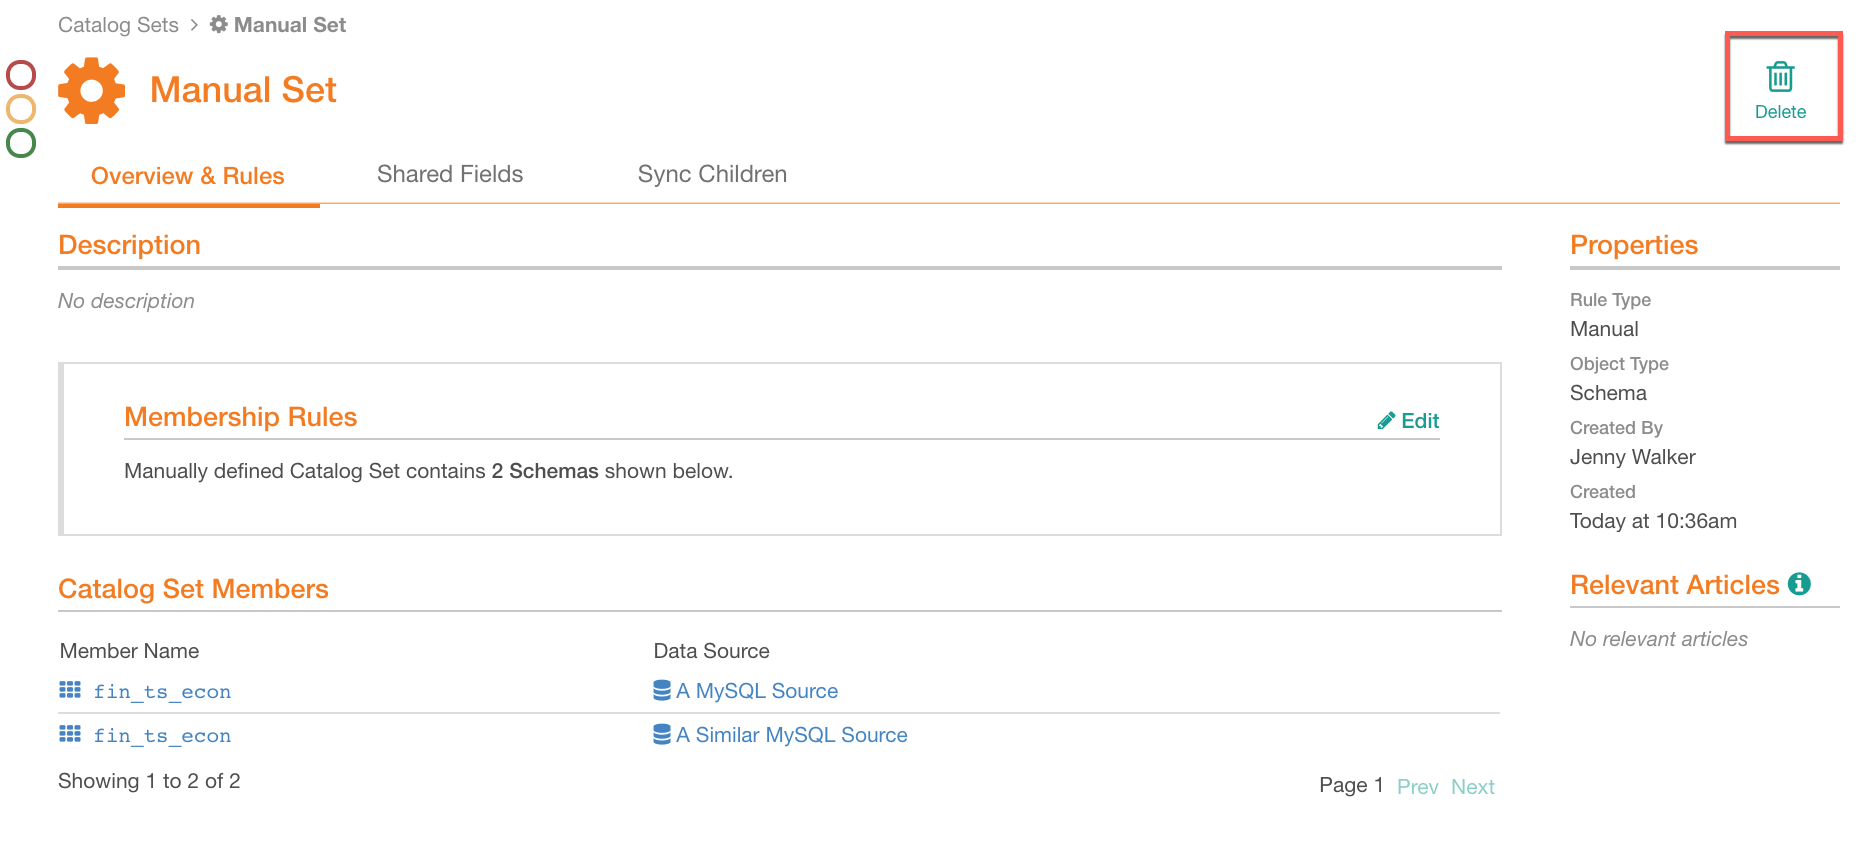 Catalog Sets > Manual Set
Manual Set
Delete
Overview & Rules Shared Fields Sync Children
Description
No description
Membership Rules
Edit
Manually defined Catalog Set contains 2 Schemas shown below.
Catalog Set Members
Member Name Data Source
fin_ts_econ A MySQL Source
fin_ts_econ A Similar MySQL Source
Showing 1 to 2 of 2
Page 1 Prev Next
Properties
Rule Type
Manual
Object Type
Schema
Created By
Jenny Walker
Created
Today at 10:36am
Relevant Articles
No relevant articles